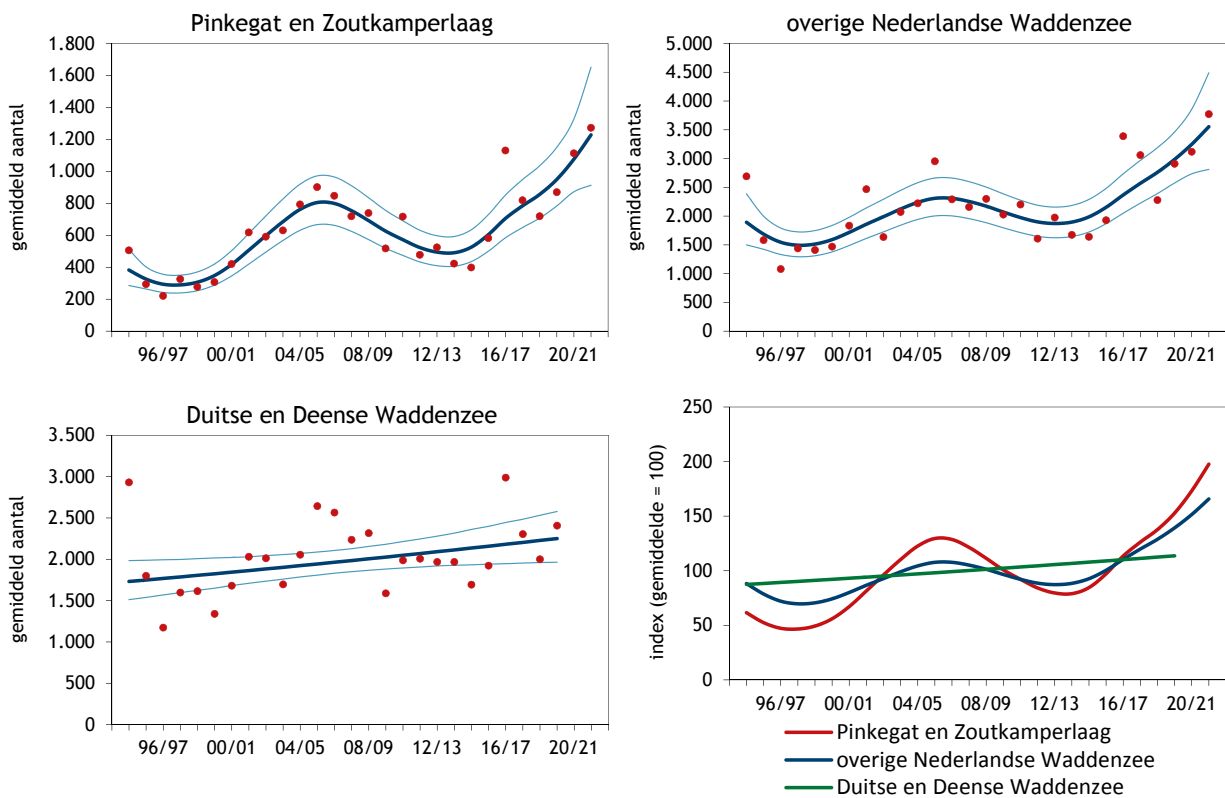 Pinkegat en Zoutkamperlaag
gemiddeld aantal
1.800
1.600
1.400
1.200
1.000
800
600
400
200
0
96/97 00/01 04/05 08/09 12/13 16/17 20/21
overige Nederlandse Waddenzee
gemiddeld aantal
5.000
4.500
4.000
3.500
3.000
2.500
2.000
1.500
1.000
500
0
96/97 00/01 04/05 08/09 12/13 16/17 20/21
Duitse en Deense Waddenzee
gemiddeld aantal
3.500
3.000
2.500
2.000
1.500
1.000
500
0
96/97 00/01 04/05 08/09 12/13 16/17 20/21
index (gemiddelde = 100)
250
200
150
100
50
0
96/97 00/01 04/05 08/09 12/13 16/17 20/21
Pinkegat en Zoutkamperlaag
overige Nederlandse Waddenzee
Duitse en Deense Waddenzee